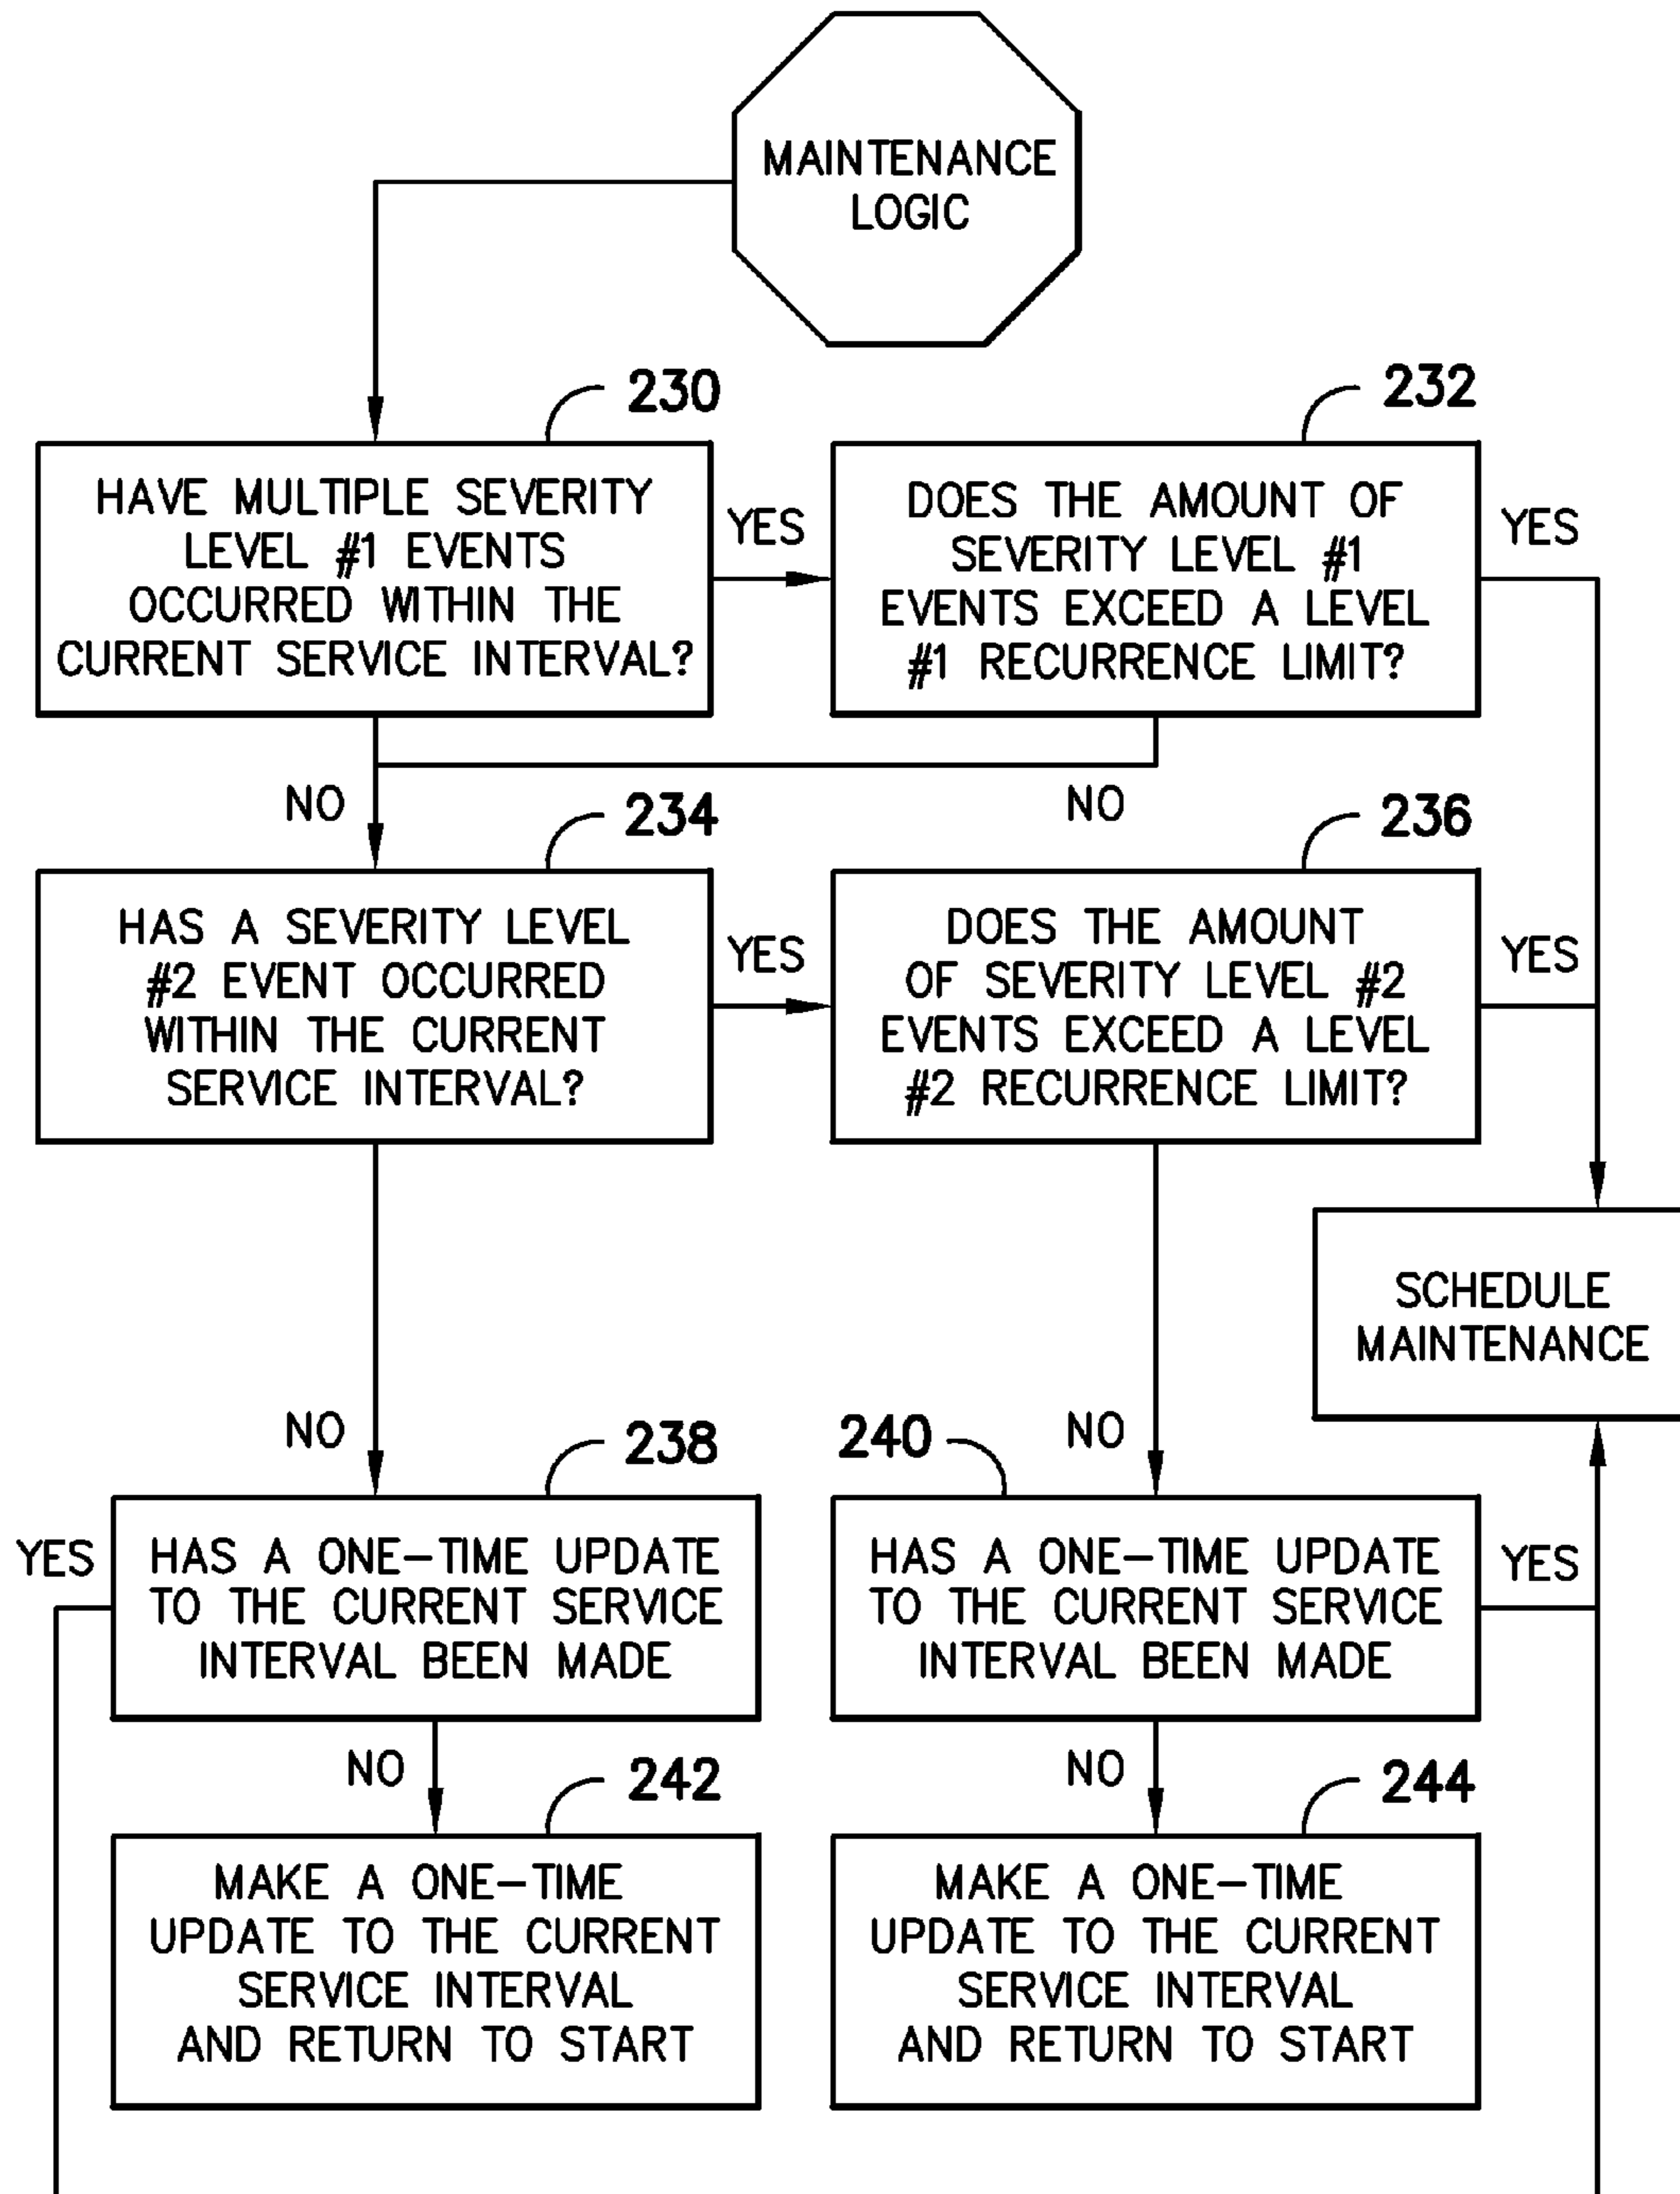 MAINTENANCE
LOGIC
230
HAVE MULTIPLE SEVERITY
LEVEL #1 EVENTS
OCCURRED WITHIN THE
CURRENT SERVICE INTERVAL?
YES
232
DOES THE AMOUNT OF
SEVERITY LEVEL #1
EVENTS EXCEED A LEVEL
#1 RECURRENCE LIMIT?
YES
NO
NO
234
HAS A SEVERITY LEVEL
#2 EVENT OCCURRED
WITHIN THE CURRENT
SERVICE INTERVAL?
YES
236
DOES THE AMOUNT
OF SEVERITY LEVEL #2
EVENTS EXCEED A LEVEL
#2 RECURRENCE LIMIT?
YES
SCHEDULE
MAINTENANCE
NO
238
YES
HAS A ONE-TIME UPDATE
TO THE CURRENT SERVICE
INTERVAL BEEN MADE
240
NO
HAS A ONE-TIME UPDATE
TO THE CURRENT SERVICE
INTERVAL BEEN MADE
YES
NO
242
MAKE A ONE-TIME
UPDATE TO THE CURRENT
SERVICE INTERVAL
AND RETURN TO START
NO
244
MAKE A ONE-TIME
UPDATE TO THE CURRENT
SERVICE INTERVAL
AND RETURN TO START